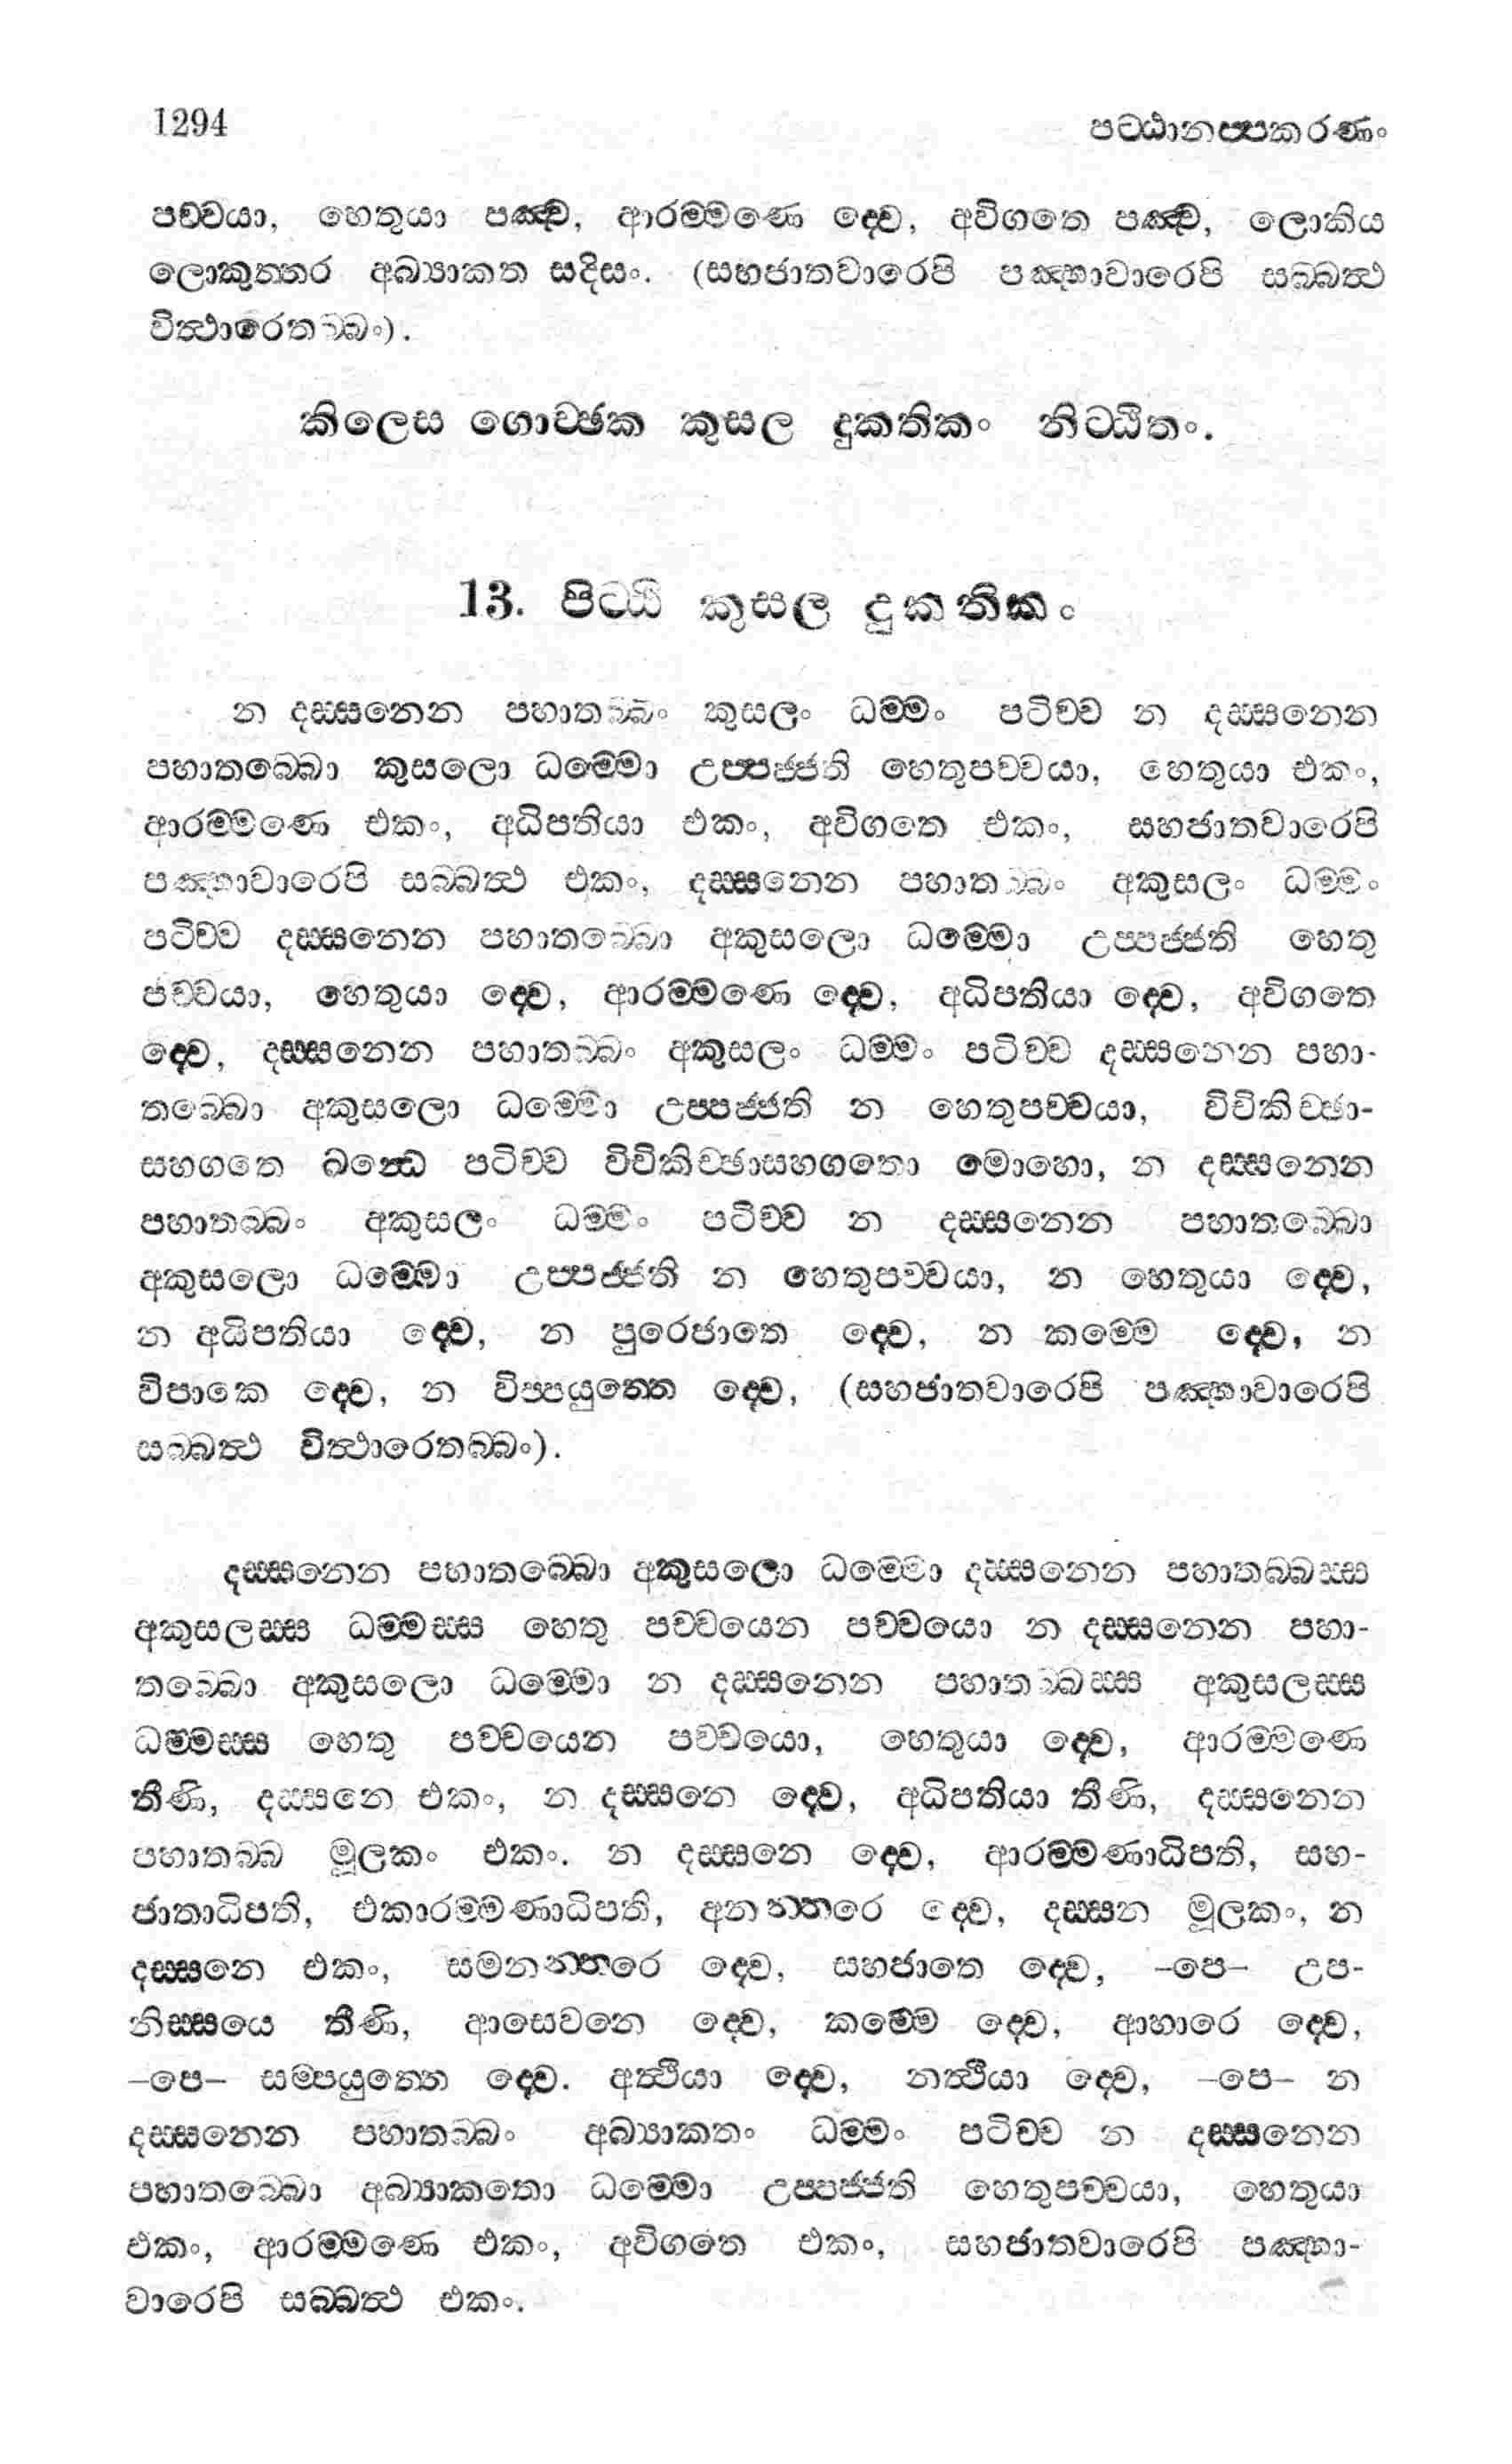 1294 පට්ඨානප්පකරණං
පච්චයා, හෙතුයා පඤ්ච, ආරම්මණෙ ද්වෙ, අවිගතෙ පඤ්ච, ලොකිය
ලොකුත්තර අබ්‍යාකත සදිසං. (සහජාතවාරෙපි පඤ්හාවාරෙපි සබ්බත්ථ
විත්ථාරෙතබ්බං).
කිලෙස ගොච්ඡක කුසල දුකතිකං නිට්ඨිතං.
13. පිට්ඨි කුසල දුකතිකං
න දස්සනෙන පහාතබ්බං කුසලං ධම්මං පටිච්ච න දස්සනෙන
පහාතබ්බො කුසලො ධම්මො උප්පජ්ජති හෙතුපච්චයා, හෙතුයා එකං,
ආරම්මණෙ එකං, අධිපතියා එකං, අවිගතෙ එකං, සහජාතවාරෙපි
පඤ්හාවාරෙපි සබ්බත්ථ එකං, දස්සනෙන පහාතබ්බං අකුසලං ධම්මං
පටිච්ච දස්සනෙන පහාතබ්බො අකුසලො ධම්මො උප්පජ්ජති හෙතු
පච්චයා, හෙතුයා ද්වෙ, ආරම්මණෙ ද්වෙ, අධිපතියා ද්වෙ, අවිගතෙ
ද්වෙ, දස්සනෙන පහාතබ්බං අකුසලං ධම්මං පටිච්ච දස්සනෙන පහා-
තබ්බො අකුසලො ධම්මො උප්පජ්ජති න හෙතුපච්චයා, විචිකිච්ඡා-
සහගතෙ ඛන්ධෙ පටිච්ච විචිකිච්ඡාසහගතො මොහො, න දස්සනෙන
පහාතබ්බං අකුසලං ධම්මං පටිච්ච න දස්සනෙන පහාතබ්බො
අකුසලො ධම්මො උප්පජ්ජති න හෙතුපච්චයා, න හෙතුයා ද්වෙ,
න අධිපතියා ද්වෙ, න පුරෙජාතෙ ද්වෙ, න කම්මෙ ද්වෙ, න
විපාකෙ ද්වෙ, න විප්පයුත්තෙ ද්වෙ, (සහජාතවාරෙපි පඤ්හාවාරෙපි
සබ්බත්ථ විත්ථාරෙතබ්බං).
දස්සනෙන පහාතබ්බො අකුසලො ධම්මො දස්සනෙන පහාතබ්බස්ස
අකුසලස්ස ධම්මස්ස හෙතු පච්චයෙන පච්චයො න දස්සනෙන පහා-
තබ්බො අකුසලො ධම්මො න දස්සනෙන පහාතබ්බස්ස අකුසලස්ස
ධම්මස්ස හෙතු පච්චයෙන පච්චයො, හෙතුයා ද්වෙ, ආරම්මණෙ
තීණි, දස්සනෙ එකං, න දස්සනෙ ද්වෙ, අධිපතියා තීණි, දස්සනෙන
පහාතබ්බ මූලකං එකං. න දස්සනෙ ද්වෙ, ආරම්මණාධිපති, සහ-
ජාතාධිපති, එකාරම්මණාධිපති, අනන්තරෙ ද්වෙ, දස්සන මූලකං, න
දස්සනෙ එකං, සමනන්තරෙ ද්වෙ, සහජාතෙ ද්වෙ, –පෙ– උප-
නිස්සයෙ තීණි, ආසෙවනෙ ද්වෙ, කම්මෙ ද්වෙ, ආහාරෙ ද්වෙ,
–පෙ– සම්පයුත්තෙ ද්වෙ. අත්ථියා ද්වෙ, නත්ථියා ද්වෙ, –පෙ– න
දස්සනෙන පහාතබ්බං අබ්‍යාකතං ධම්මං පටිච්ච න දස්සනෙන
පහාතබ්බො අබ්‍යාකතො ධම්මො උප්පජ්ජති හෙතුපච්චයා, හෙතුයා
එකං, ආරම්මණෙ එකං, අවිගතෙ එකං, සහජාතවාරෙපි පඤ්හා-
වාරෙපි සබ්බත්ථ එකං.